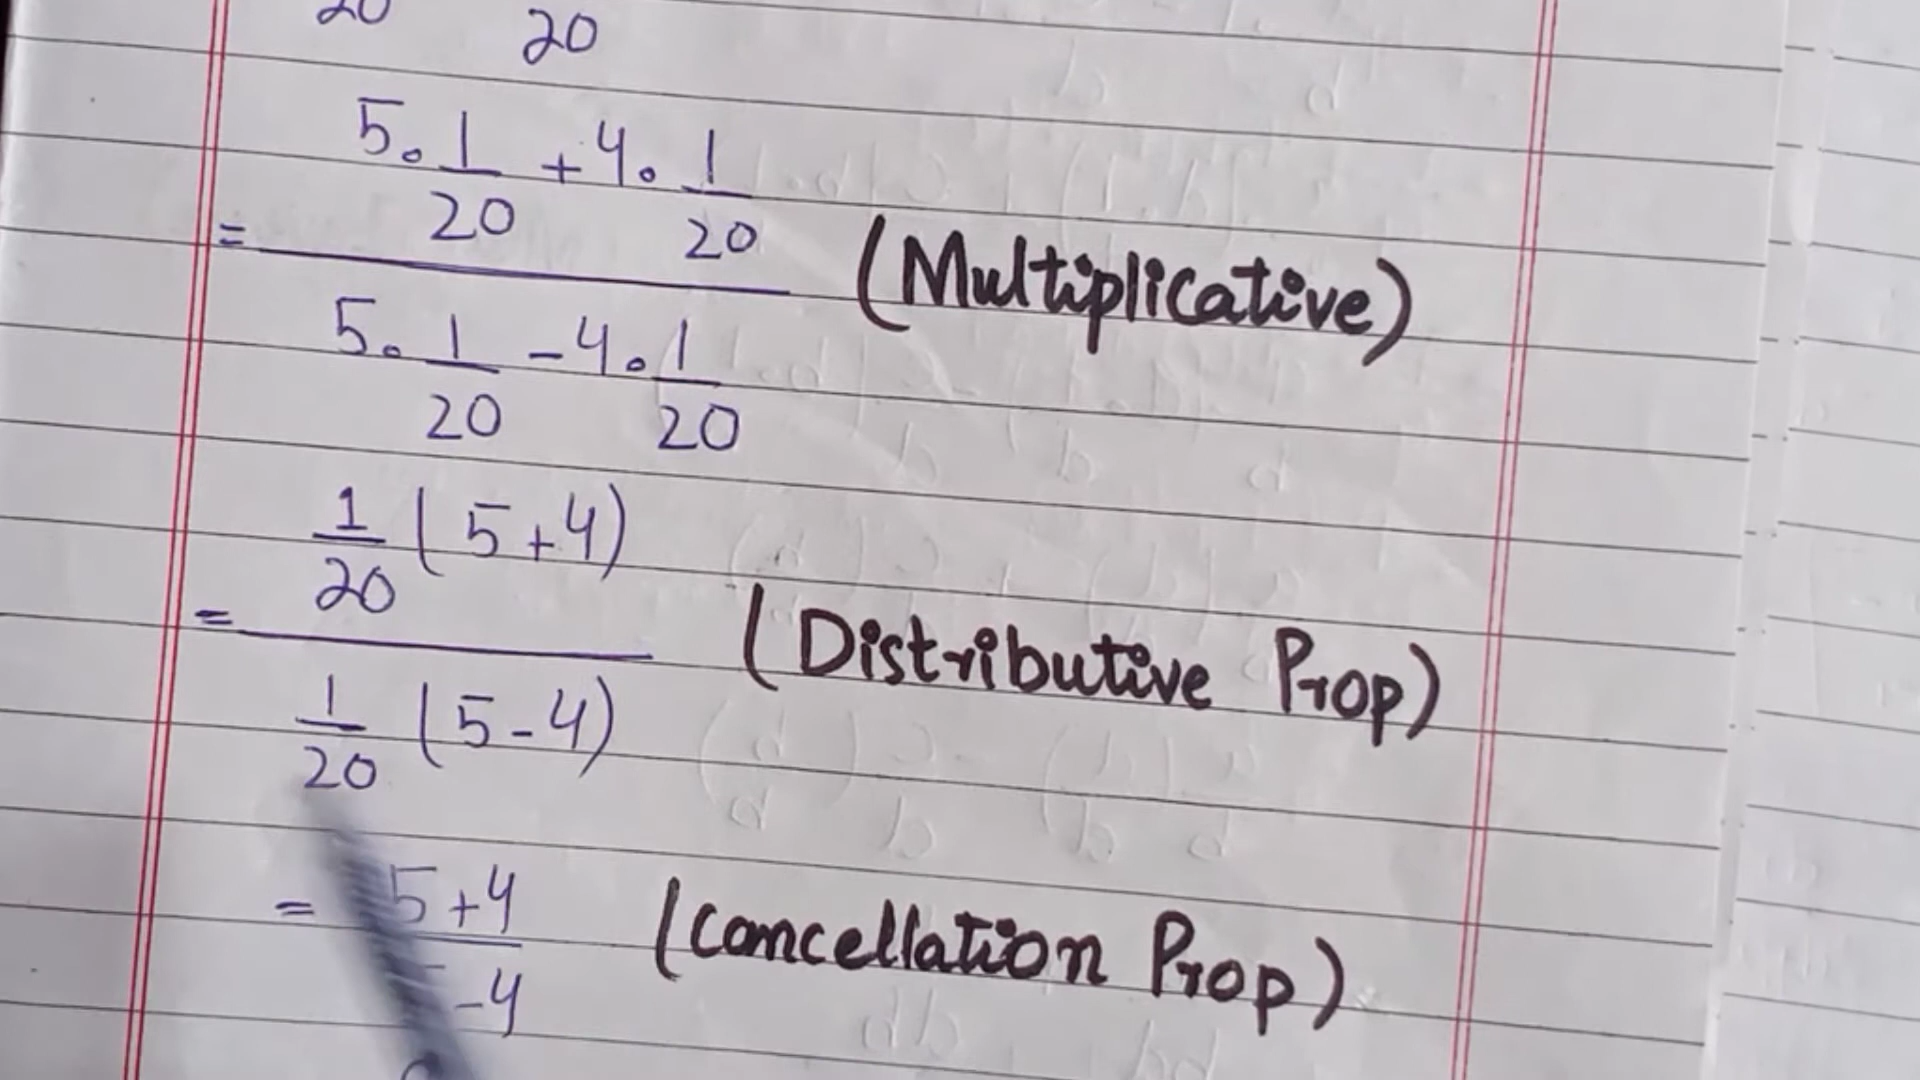 20 20
5 . 1/20 + 4 . 1/20
= ――― (Multiplicative)
5 . 1/20 - 4 . 1/20
1/20 (5+4)
= ――― (Distributive Prop)
1/20 (5-4)
= 5+4
――― (Cancellation Prop)
-4